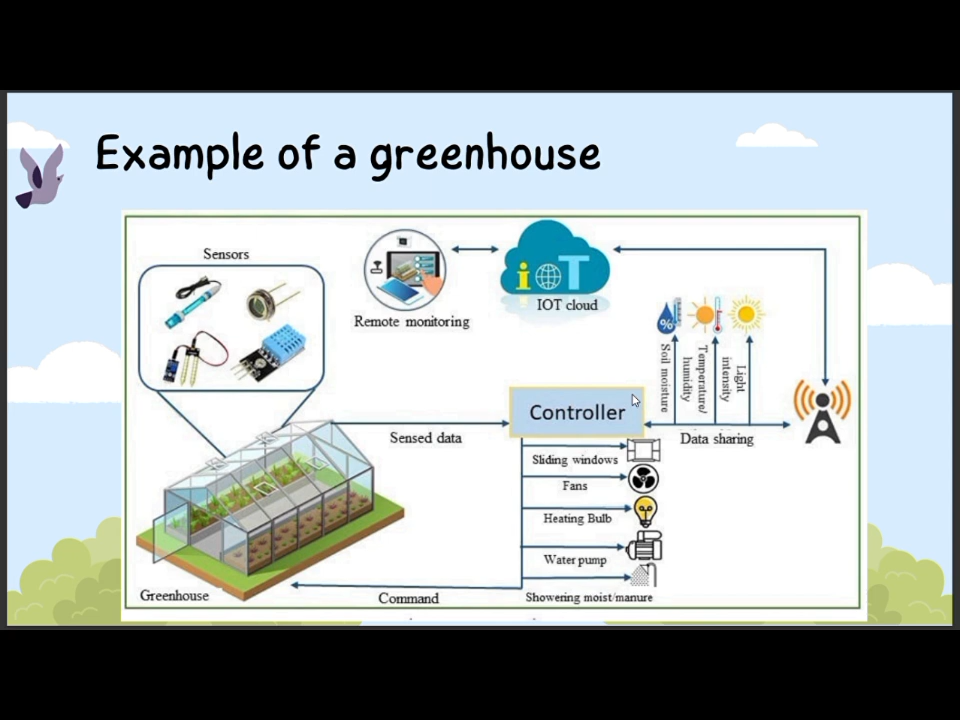 Example of a greenhouse
Sensors
iOT
IOT cloud
Remote monitoring
%
Soil moisture
Temperature/
humidity
Light
intensity
Controller
Sensed data
Data sharing
Sliding windows
Fans
Heating Bulb
Water pump
Greenhouse
Command
Showering moist/manure